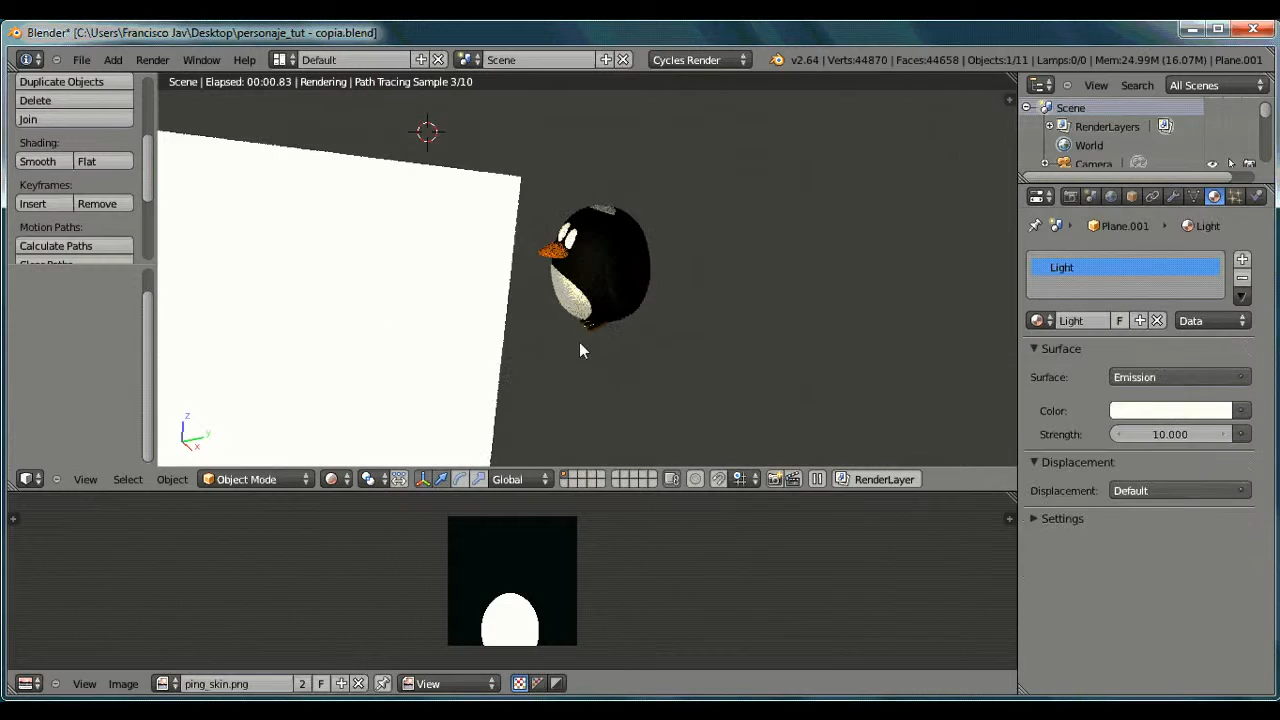 Blender* [C:\Users\Francisco Jav\Desktop\personaje_tut - copia.blend]
File Add Render Window Help Default Scene Cycles Render v2.64 | Verts:44870 | Faces:44658 | Objects:1/11 | Lamps:0/0 | Mem:24.99M (16.07M) | Plane.001
Duplicate Objects
Delete
Join
Shading:
Smooth Flat
Keyframes:
Insert Remove
Motion Paths:
Calculate Paths
Scene | Elapsed: 00:00.83 | Rendering | Path Tracing Sample 3/10
z
y
x
View Select Object Object Mode Global RenderLayer
View Image ping_skin.png 2 F View
View Search All Scenes
Scene
RenderLayers
World
Camera
Plane.001 Light
Light
Light F Data
Surface
Surface: Emission
Color:
Strength: 10.000
Displacement
Displacement: Default
Settings